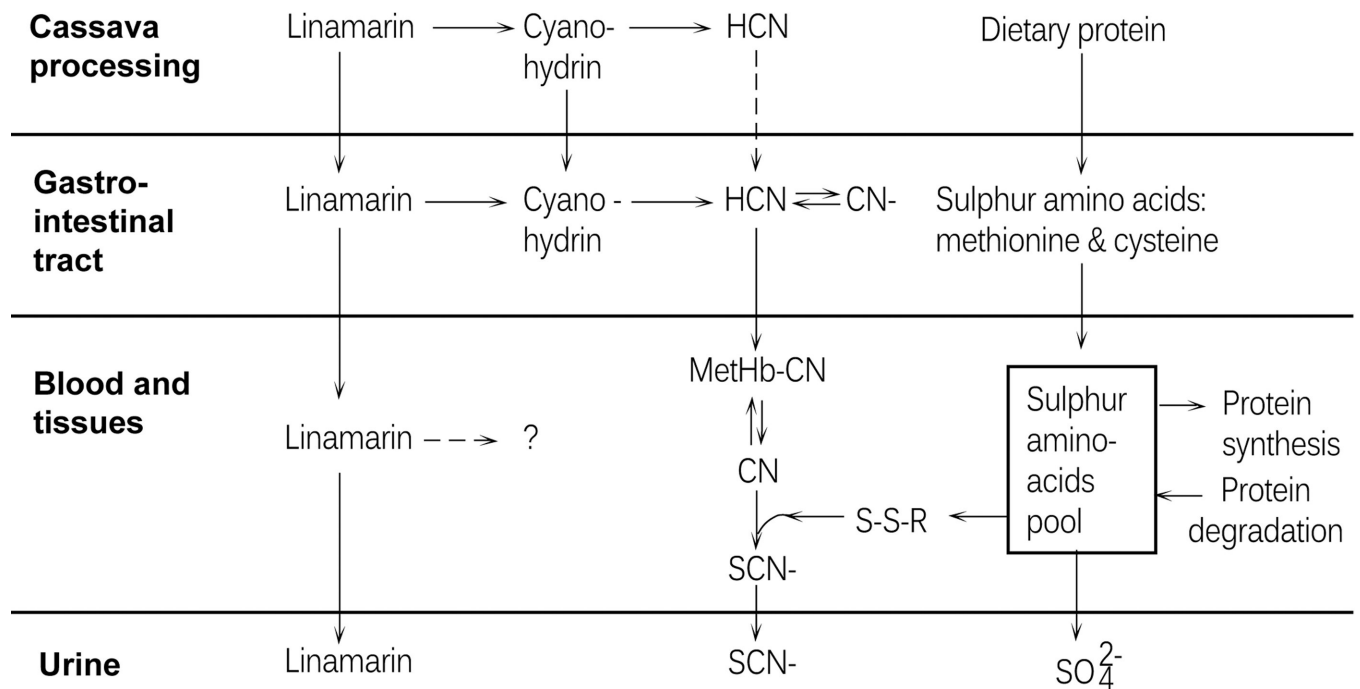 Cassava
processing
Linamarin
Cyano-
hydrin
HCN
Dietary protein
Gastro-
intestinal
tract
Linamarin
Cyano -
hydrin
HCN
CN-
Sulphur amino acids:
methionine & cysteine
Blood and
tissues
Linamarin
?
MetHb-CN
CN
S-S-R
SCN-
Sulphur
amino-
acids
pool
Protein
synthesis
Protein
degradation
Urine
Linamarin
SCN-
SO₄²⁻